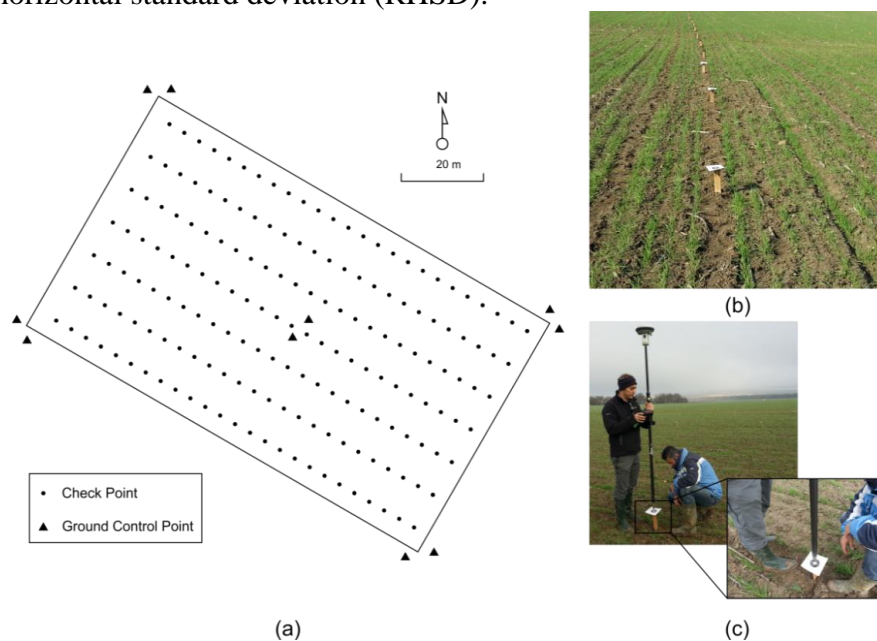 horizontal standard deviation (RHSD).
N
20 m
Check Point
Ground Control Point
(a)
(b)
(c)